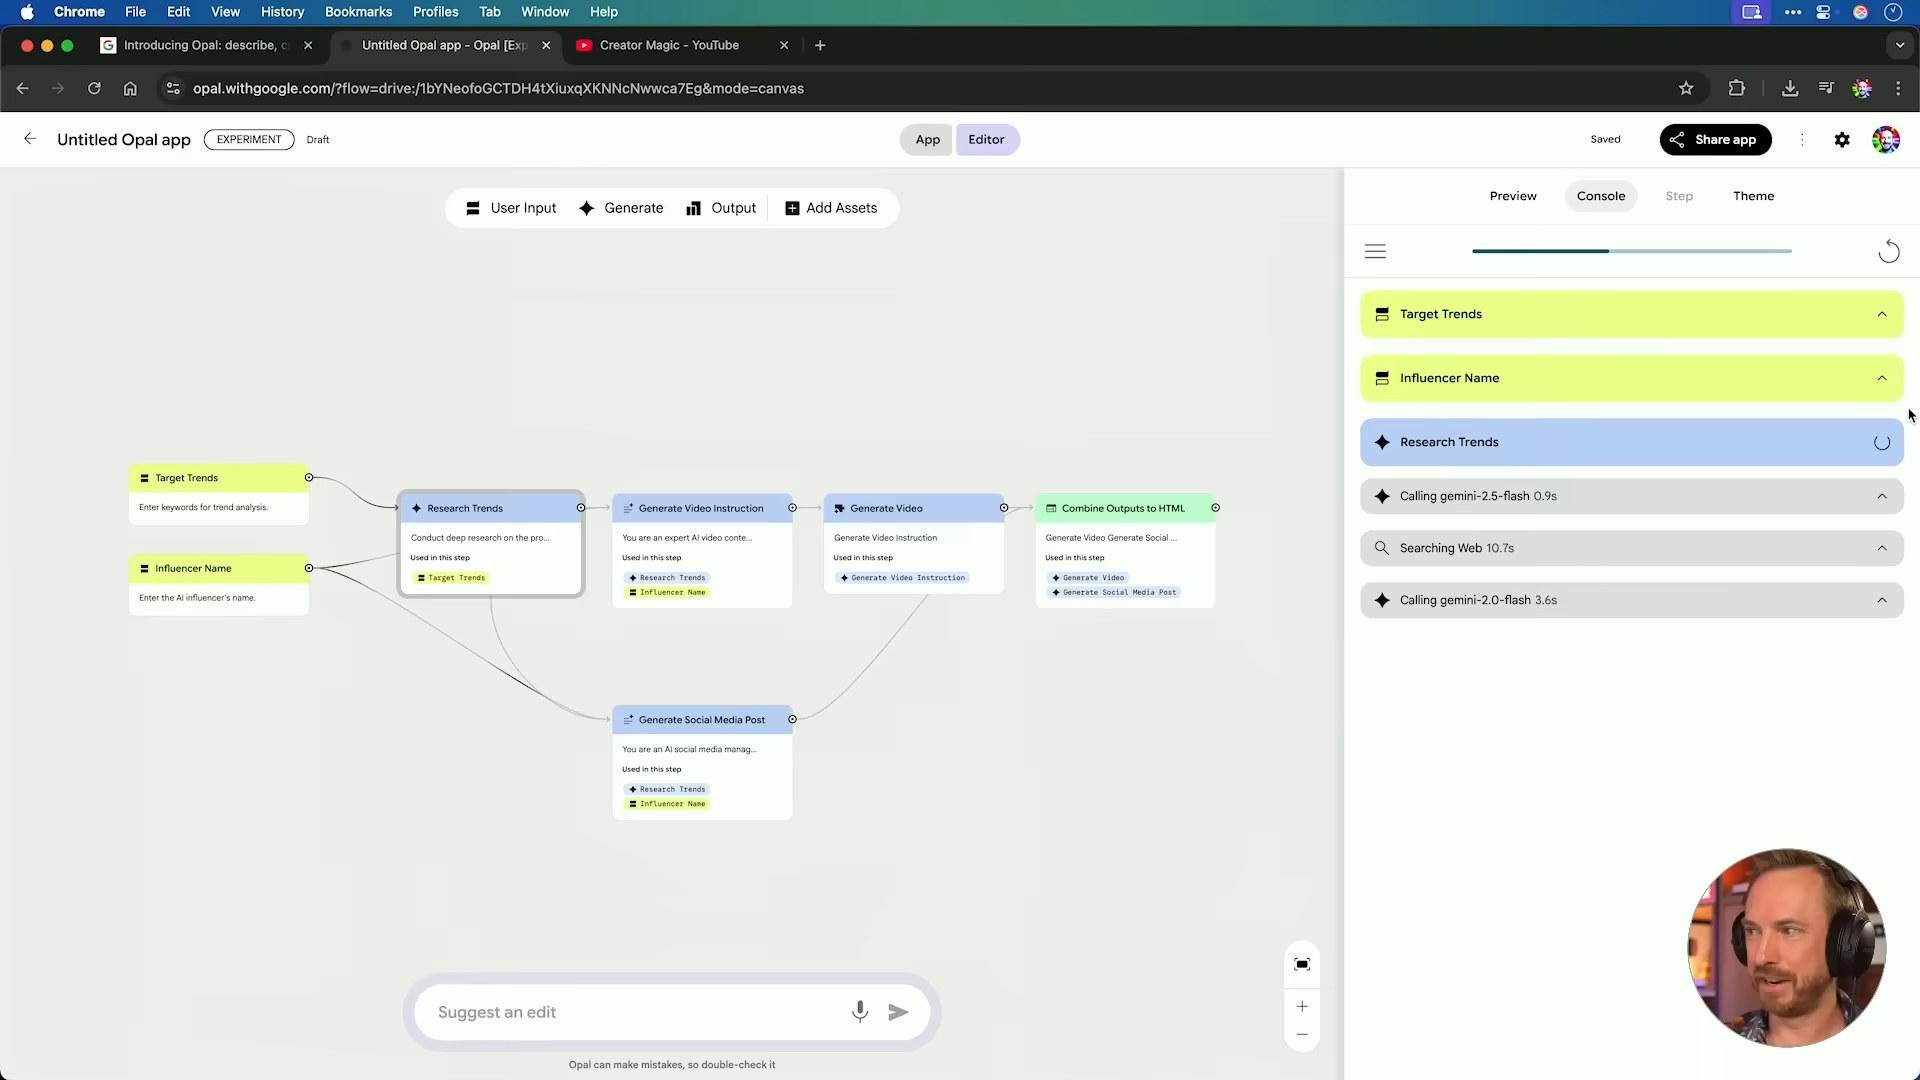 Chrome File Edit View History Bookmarks Profiles Tab Window Help
Introducing Opal: describe, c
Untitled Opal app - Opal [Exp
Creator Magic - YouTube
opal.withgoogle.com/?flow=drive:/1bYNeofoGCTDH4tXiuxqXKNNcNwwca7Eg&mode=canvas
Untitled Opal app EXPERIMENT Draft
App Editor
Saved Share app
User Input Generate Output Add Assets
Preview Console Step Theme
Target Trends
Influencer Name
Research Trends
Calling gemini-2.5-flash 0.9s
Searching Web 10.7s
Calling gemini-2.0-flash 3.6s
Target Trends
Enter keywords for trend analysis.
Influencer Name
Enter the AI influencer's name.
Research Trends
Conduct deep research on the pro...
Used in this step
Target Trends
Generate Video Instruction
You are an expert AI video conte...
Used in this step
Research Trends
Influencer Name
Generate Video
Generate Video Instruction
Used in this step
Generate Video Instruction
Combine Outputs to HTML
Generate Video Generate Social ...
Used in this step
Generate Video
Generate Social Media Post
Generate Social Media Post
You are an AI social media manag...
Used in this step
Research Trends
Influencer Name
Suggest an edit
Opal can make mistakes, so double-check it